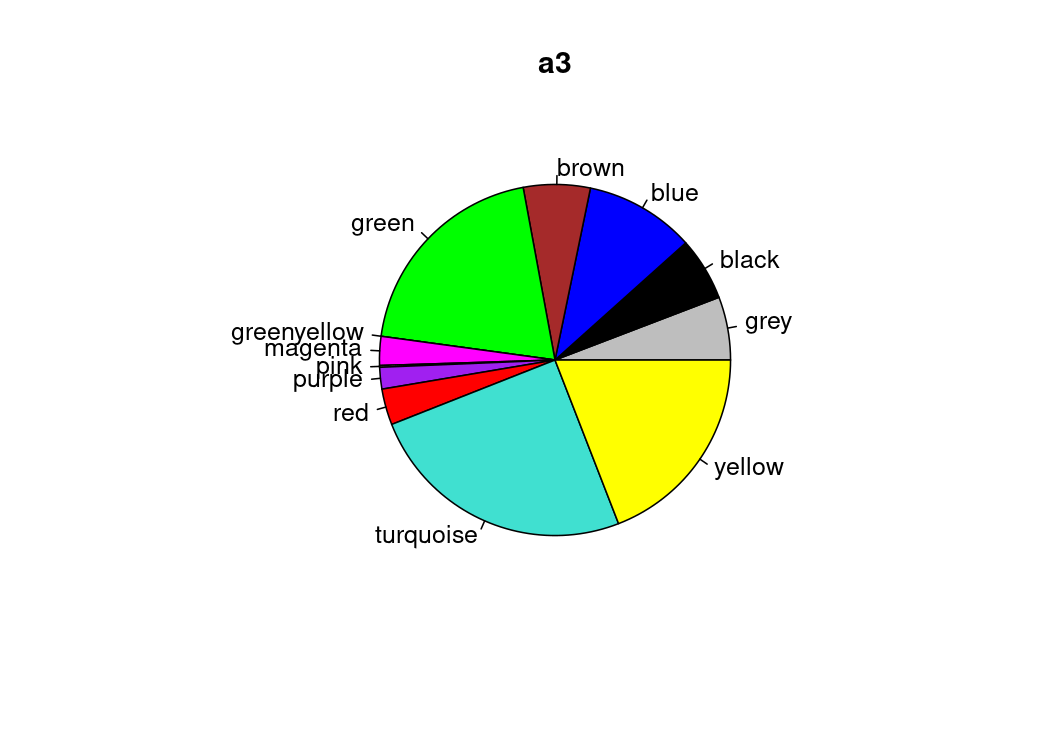 a3
brown
blue
green
black
grey
greenyellow
magenta
pink
purple
red
yellow
turquoise